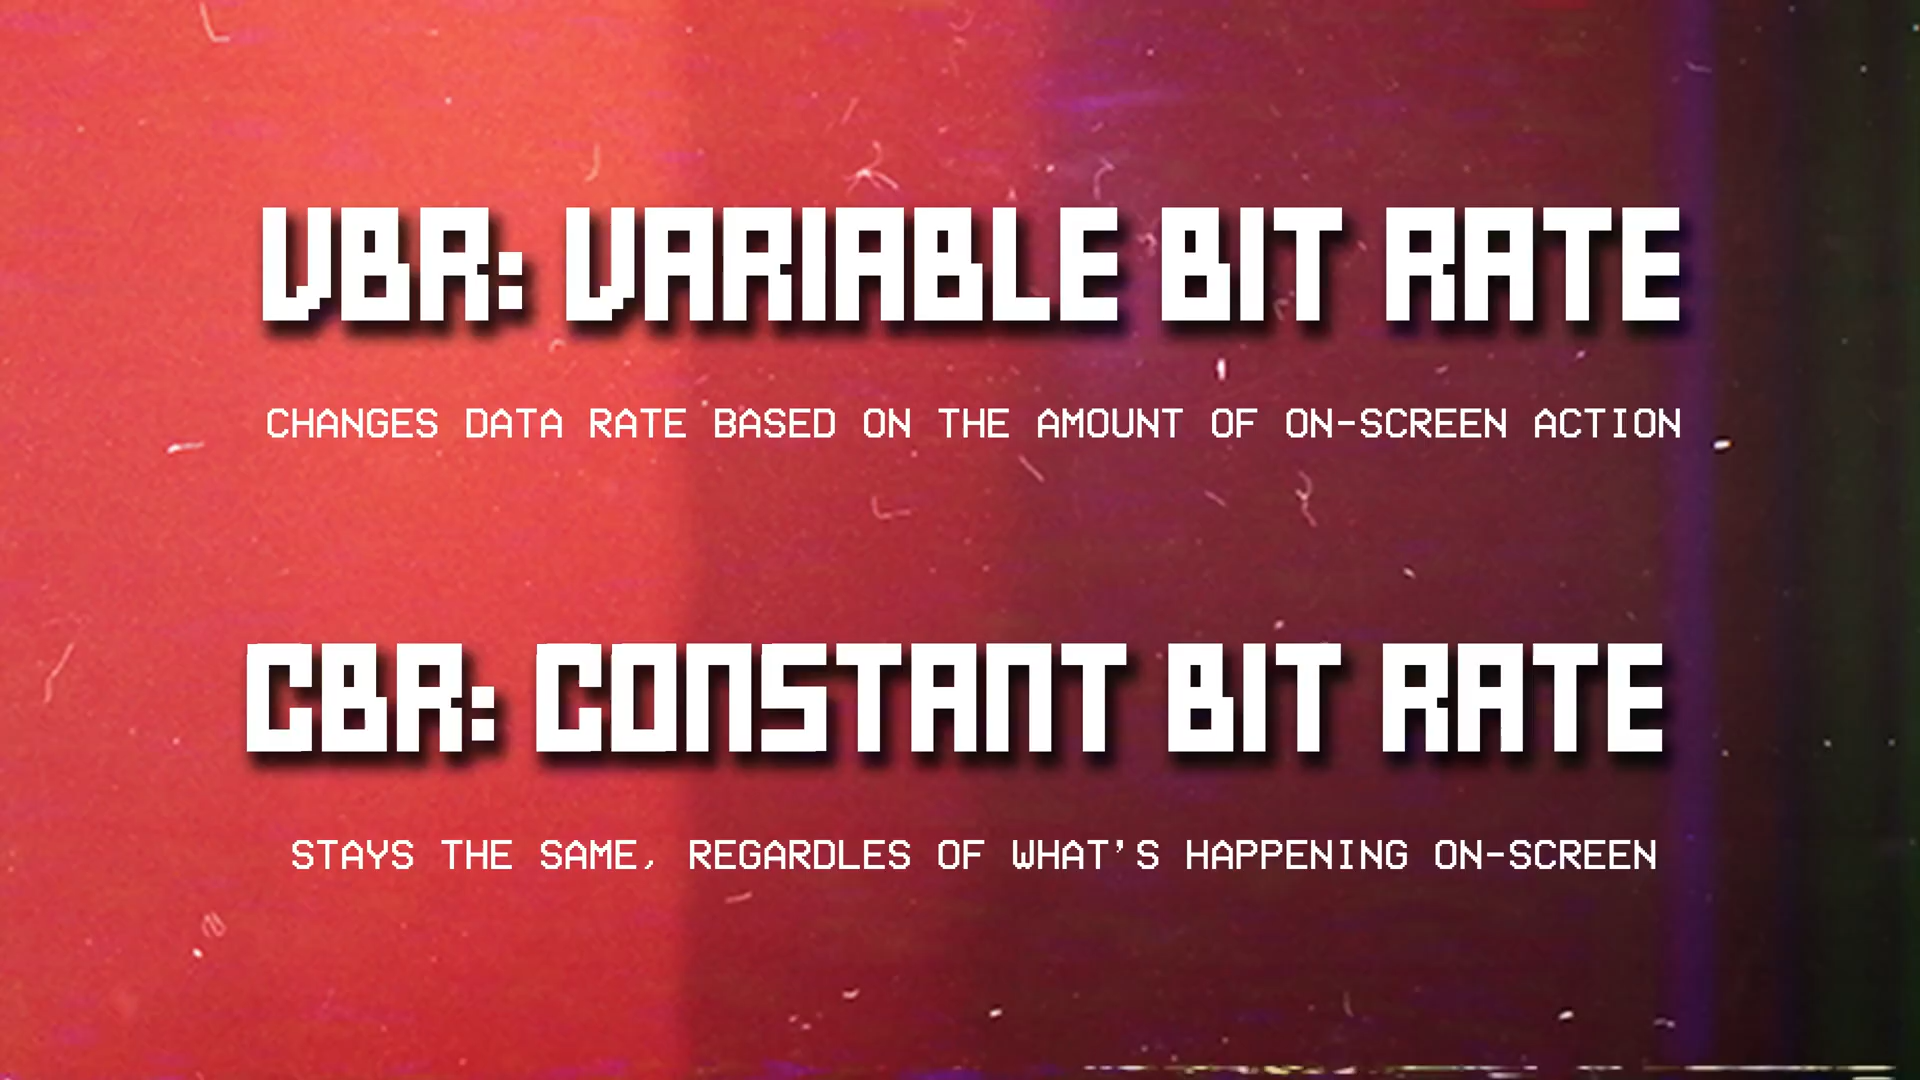 VBR: VARIABLE BIT RATE
CHANGES DATA RATE BASED ON THE AMOUNT OF ON-SCREEN ACTION
CBR: CONSTANT BIT RATE
STAYS THE SAME, REGARDLES OF WHAT'S HAPPENING ON-SCREEN